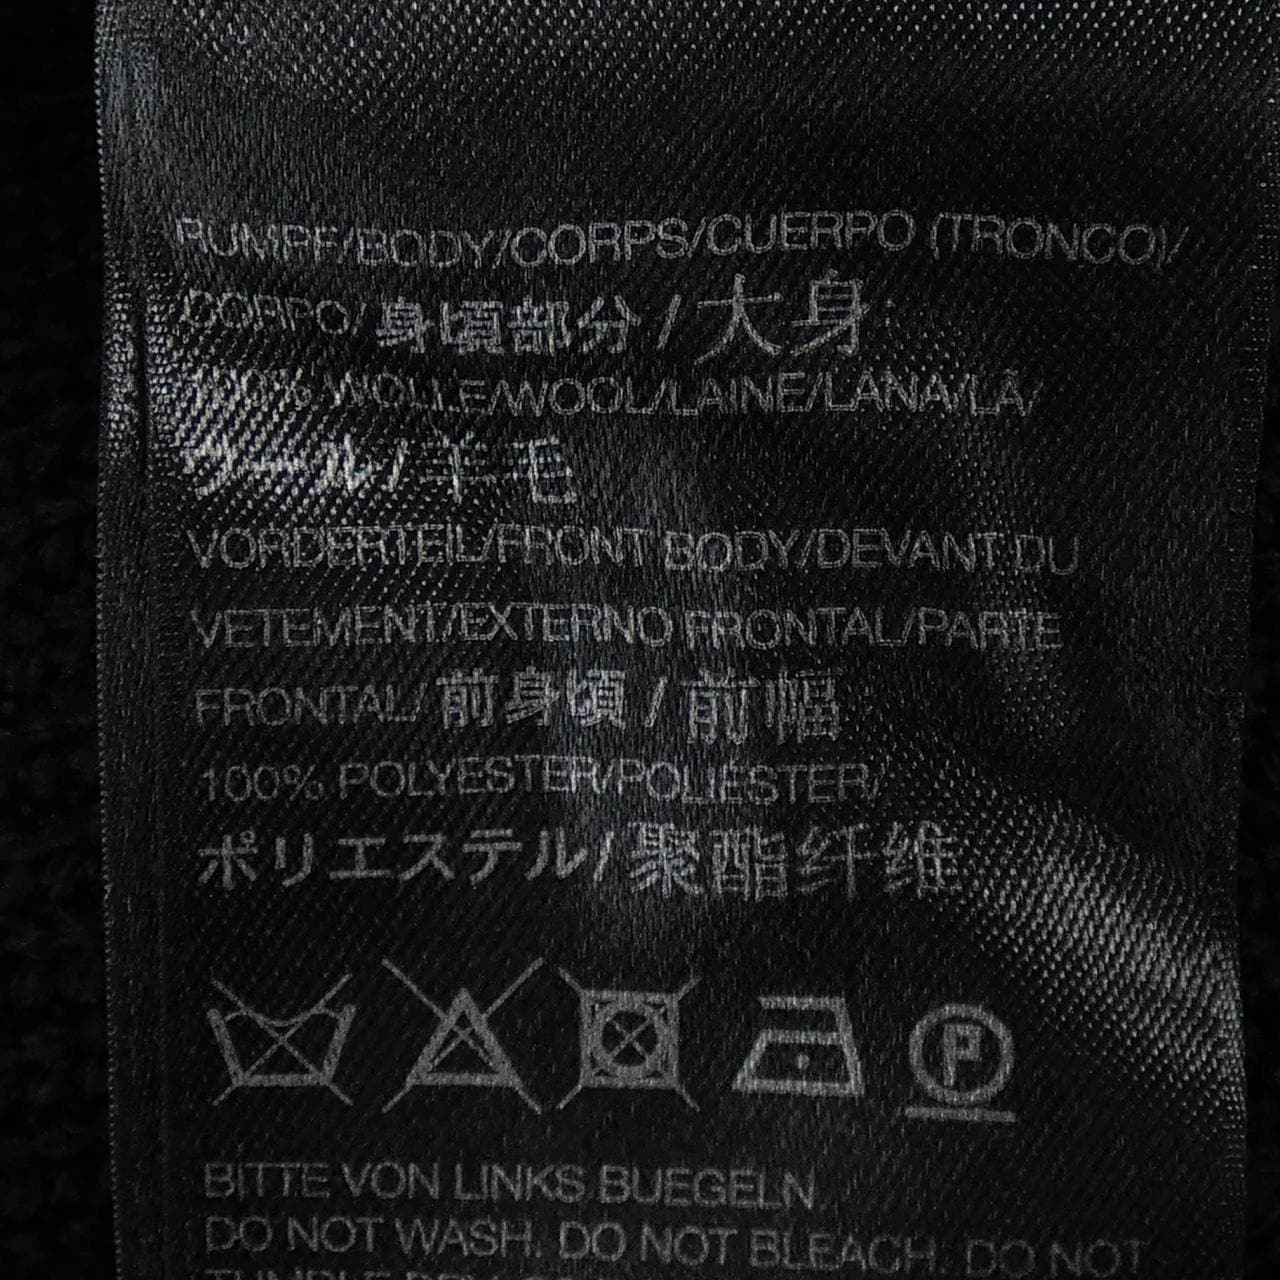 RUMPF/BODY/CORPS/CUERPO (TRONCO)/
/CORPO/ 身頃部分 / 大身
100% WOLLE/WOOL/LAINE/LANA/LÃ/
ウール / 羊毛
VORDERTEIL/FRONT BODY/DEVANT DU
VETEMENT/EXTERNO FRONTAL/PARTE
FRONTAL/ 前身頃 / 前幅
100% POLYESTER/POLIÉSTER/
ポリエステル/ 聚酯纤维
P
BITTE VON LINKS BUEGELN
DO NOT WASH. DO NOT BLEACH. DO NOT